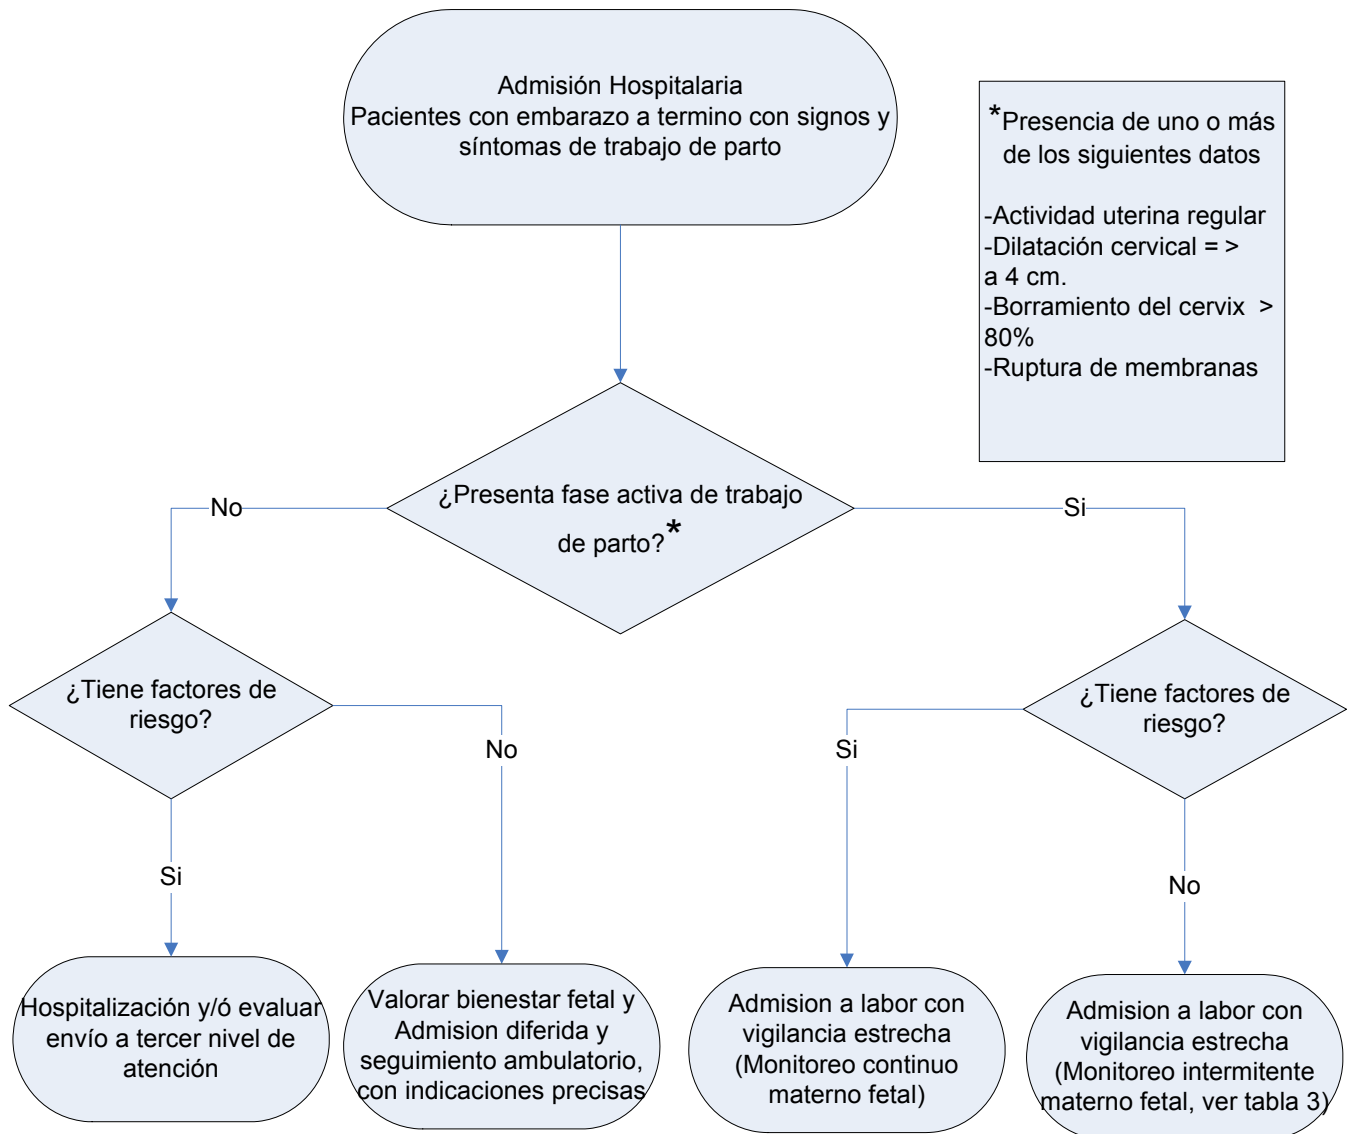 Admisión Hospitalaria
Pacientes con embarazo a termino con signos y
síntomas de trabajo de parto
*Presencia de uno o más
de los siguientes datos
-Actividad uterina regular
-Dilatación cervical = >
a 4 cm.
-Borramiento del cervix >
80%
-Ruptura de membranas
¿Presenta fase activa de trabajo
de parto?*
No
Si
¿Tiene factores de
riesgo?
¿Tiene factores de
riesgo?
No
Si
Si
No
Hospitalización y/ó evaluar
envío a tercer nivel de
atención
Valorar bienestar fetal y
Admision diferida y
seguimiento ambulatorio,
con indicaciones precisas
Admision a labor con
vigilancia estrecha
(Monitoreo continuo
materno fetal)
Admision a labor con
vigilancia estrecha
(Monitoreo intermitente
materno fetal, ver tabla 3)